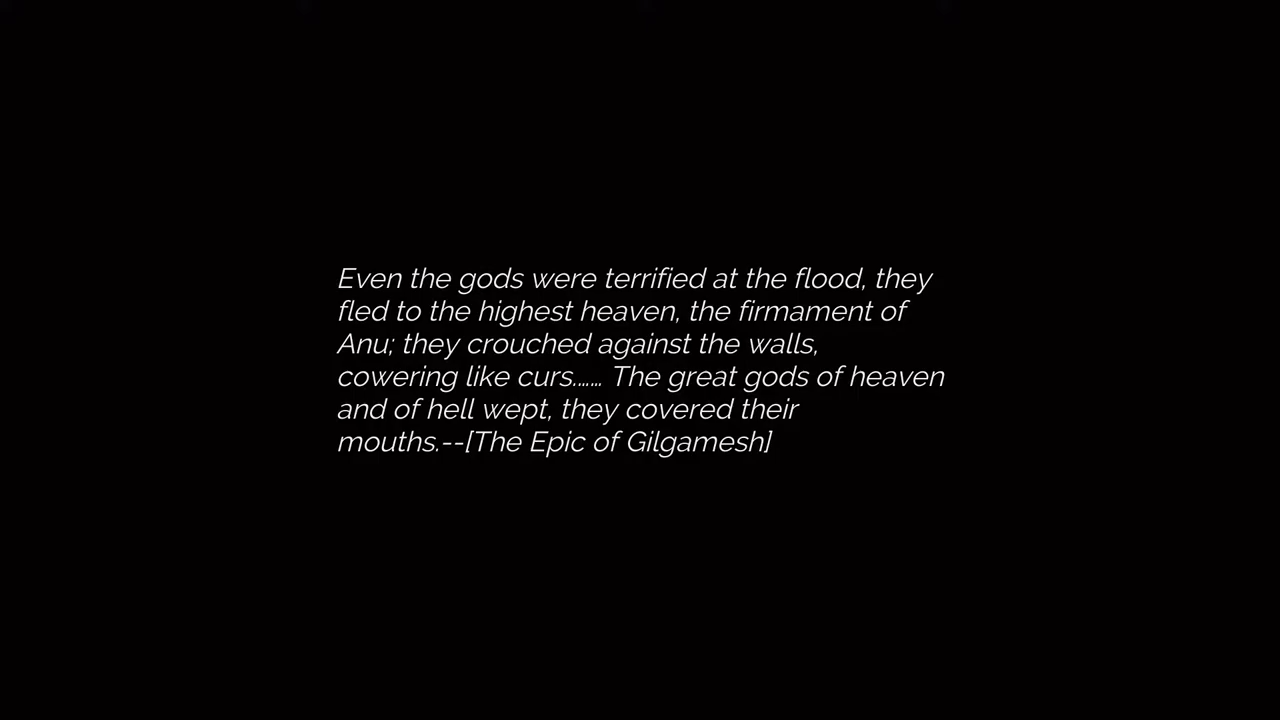 Even the gods were terrified at the flood, they
fled to the highest heaven, the firmament of
Anu; they crouched against the walls,
cowering like curs.…… The great gods of heaven
and of hell wept, they covered their
mouths.--[The Epic of Gilgamesh]